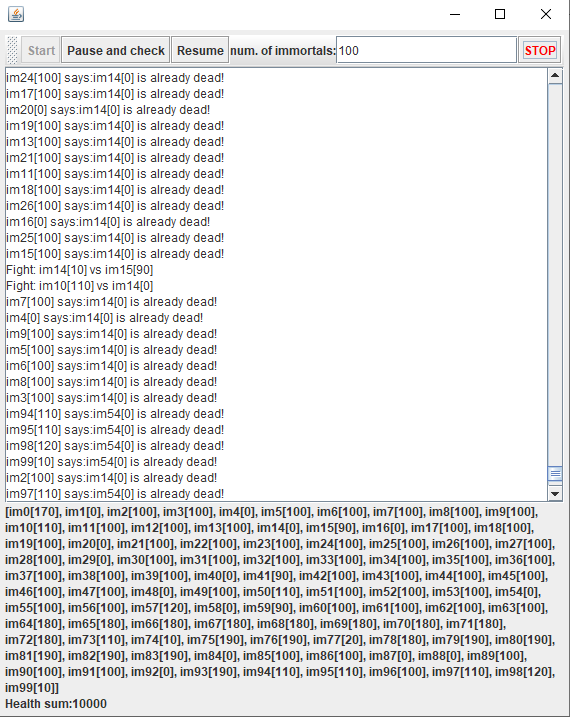 Start Pause and check Resume num. of immortals: 100 STOP
im24[100] says:im14[0] is already dead!
im17[100] says:im14[0] is already dead!
im20[0] says:im14[0] is already dead!
im19[100] says:im14[0] is already dead!
im13[100] says:im14[0] is already dead!
im21[100] says:im14[0] is already dead!
im11[100] says:im14[0] is already dead!
im18[100] says:im14[0] is already dead!
im26[100] says:im14[0] is already dead!
im16[0] says:im14[0] is already dead!
im25[100] says:im14[0] is already dead!
im15[100] says:im14[0] is already dead!
Fight: im14[10] vs im15[90]
Fight: im10[110] vs im14[0]
im7[100] says:im14[0] is already dead!
im4[0] says:im14[0] is already dead!
im9[100] says:im14[0] is already dead!
im5[100] says:im14[0] is already dead!
im6[100] says:im14[0] is already dead!
im8[100] says:im14[0] is already dead!
im3[100] says:im14[0] is already dead!
im94[110] says:im54[0] is already dead!
im95[110] says:im54[0] is already dead!
im98[120] says:im54[0] is already dead!
im99[10] says:im54[0] is already dead!
im2[100] says:im14[0] is already dead!
im97[110] says:im54[0] is already dead!
[im0[170], im1[0], im2[100], im3[100], im4[0], im5[100], im6[100], im7[100], im8[100], im9[100],
im10[110], im11[100], im12[100], im13[100], im14[0], im15[90], im16[0], im17[100], im18[100],
im19[100], im20[0], im21[100], im22[100], im23[100], im24[100], im25[100], im26[100], im27[100],
im28[100], im29[0], im30[100], im31[100], im32[100], im33[100], im34[100], im35[100], im36[100],
im37[100], im38[100], im39[100], im40[0], im41[90], im42[100], im43[100], im44[100], im45[100],
im46[100], im47[100], im48[0], im49[100], im50[110], im51[100], im52[100], im53[100], im54[0],
im55[100], im56[100], im57[120], im58[0], im59[90], im60[100], im61[100], im62[100], im63[100],
im64[180], im65[180], im66[180], im67[180], im68[180], im69[180], im70[180], im71[180],
im72[180], im73[110], im74[10], im75[190], im76[190], im77[20], im78[180], im79[190], im80[190],
im81[190], im82[190], im83[190], im84[0], im85[100], im86[100], im87[0], im88[0], im89[100],
im90[100], im91[100], im92[0], im93[190], im94[110], im95[110], im96[100], im97[110], im98[120],
im99[10]]
Health sum:10000